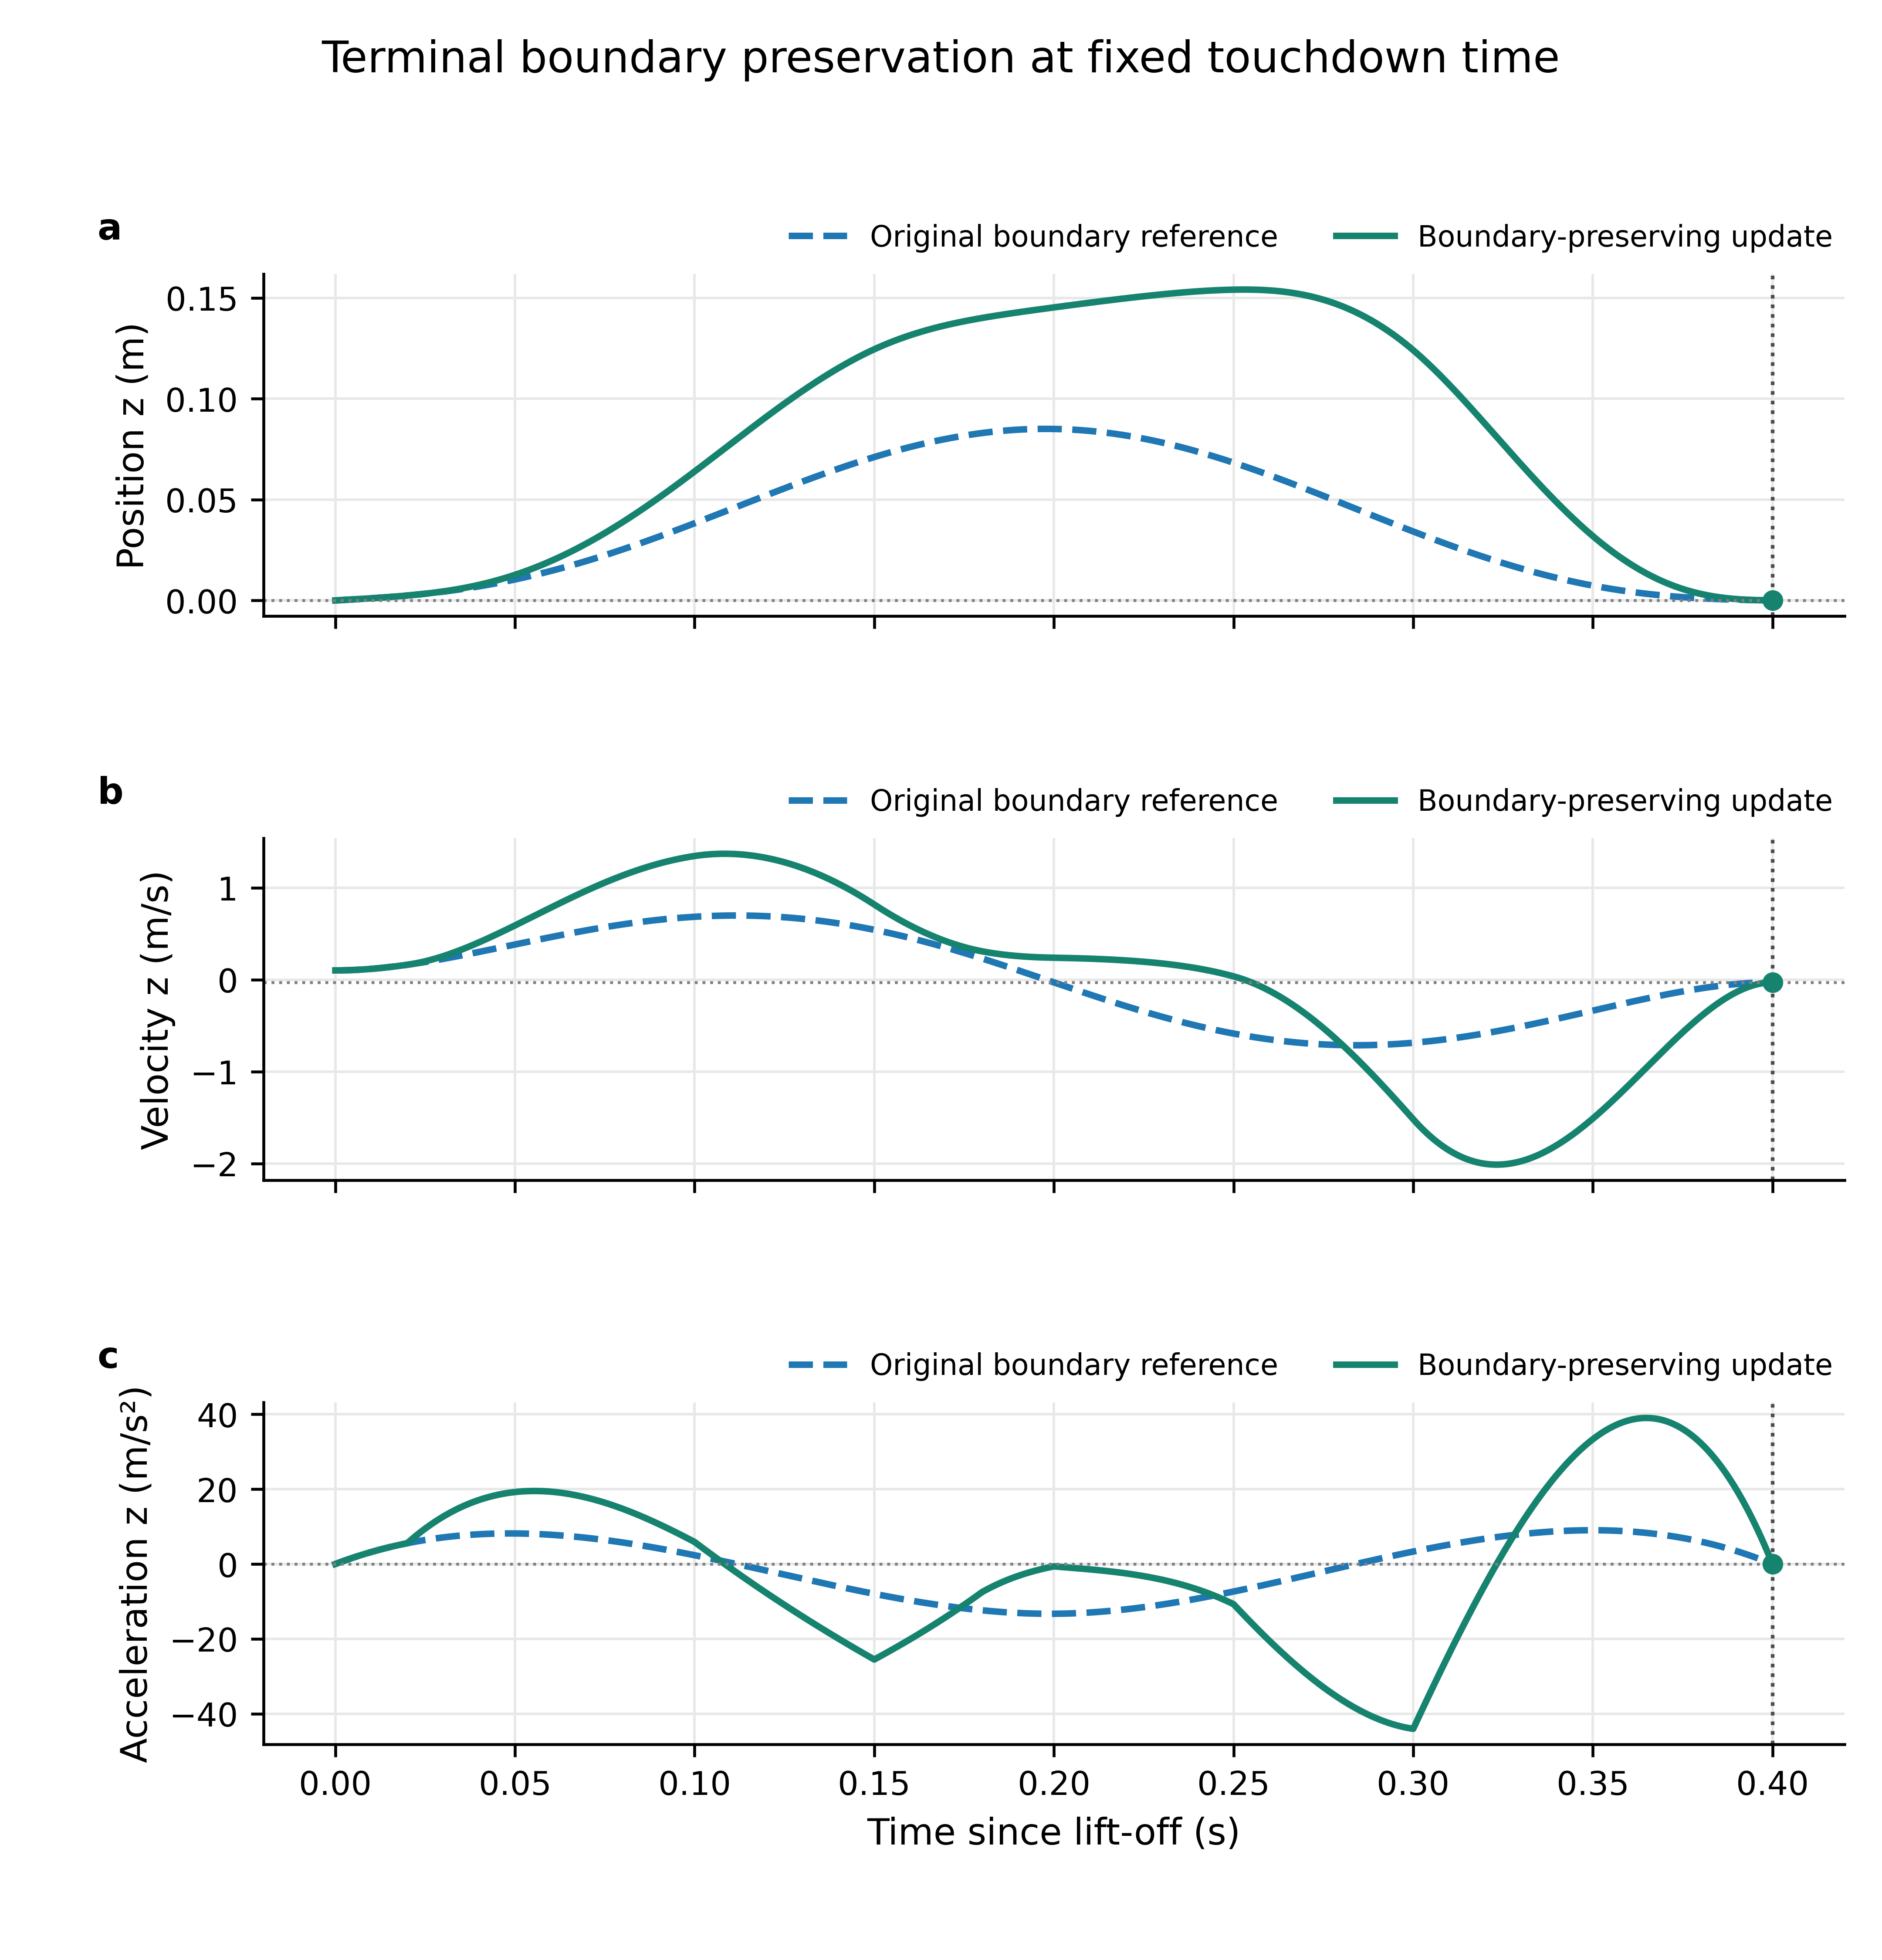 Terminal boundary preservation at fixed touchdown time
a
Original boundary reference
Boundary-preserving update
Position z (m)
0.15
0.10
0.05
0.00
b
Original boundary reference
Boundary-preserving update
Velocity z (m/s)
1
0
−1
−2
c
Original boundary reference
Boundary-preserving update
Acceleration z (m/s²)
40
20
0
−20
−40
0.00 0.05 0.10 0.15 0.20 0.25 0.30 0.35 0.40
Time since lift-off (s)